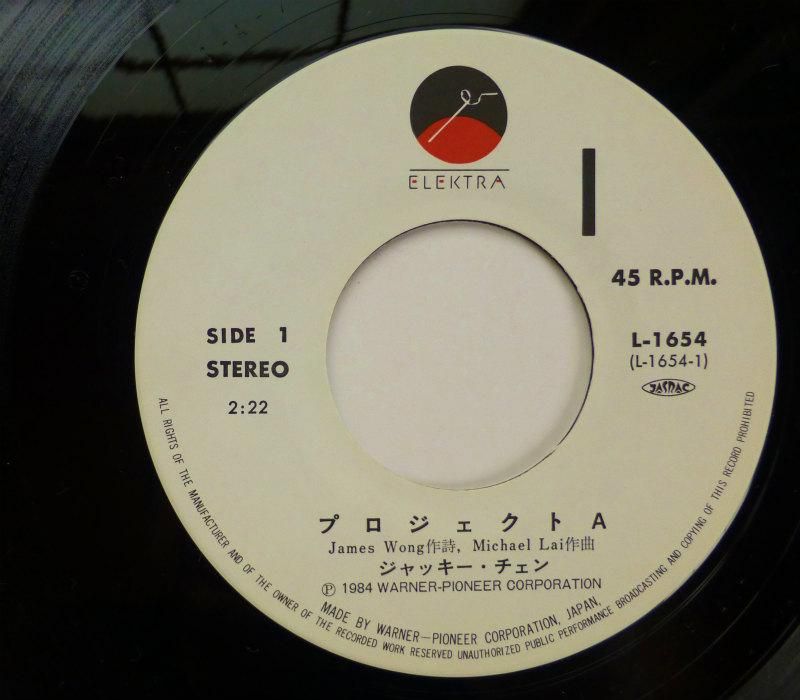 ELEKTRA
45 R.P.M.
SIDE 1
STEREO
2:22
L-1654
(L-1654-1)
JASRAC
プロジェクトA
James Wong作詩, Michael Lai作曲
ジャッキー・チェン
Ⓟ 1984 WARNER-PIONEER CORPORATION
MADE BY WARNER–PIONEER CORPORATION, JAPAN,
ALL RIGHTS OF THE MANUFACTURER AND OF THE OWNER OF THE RECORDED WORK RESERVED UNAUTHORIZED PUBLIC PERFORMANCE BROADCASTING AND COPYING OF THIS RECORD PROHIBITED